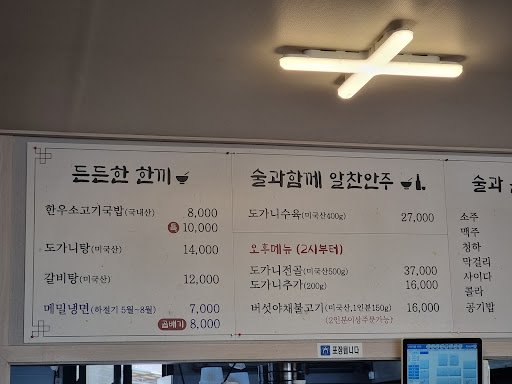 든든한 한끼
한우소고기국밥(국내산) 8,000
특 10,000
도가니탕(미국산) 14,000
갈비탕(미국산) 12,000
메밀냉면(하절기 5월~8월) 7,000
곱빼기 8,000
술과함께 알찬안주
도가니수육(미국산400g) 27,000
오후메뉴 (2시부터)
도가니전골(미국산500g) 37,000
도가니추가(200g) 16,000
버섯야채불고기(미국산,1인분160g) 16,000
(2인분이상주문가능)
술과
소주
맥주
청하
막걸리
사이다
콜라
공기밥
포장됩니다